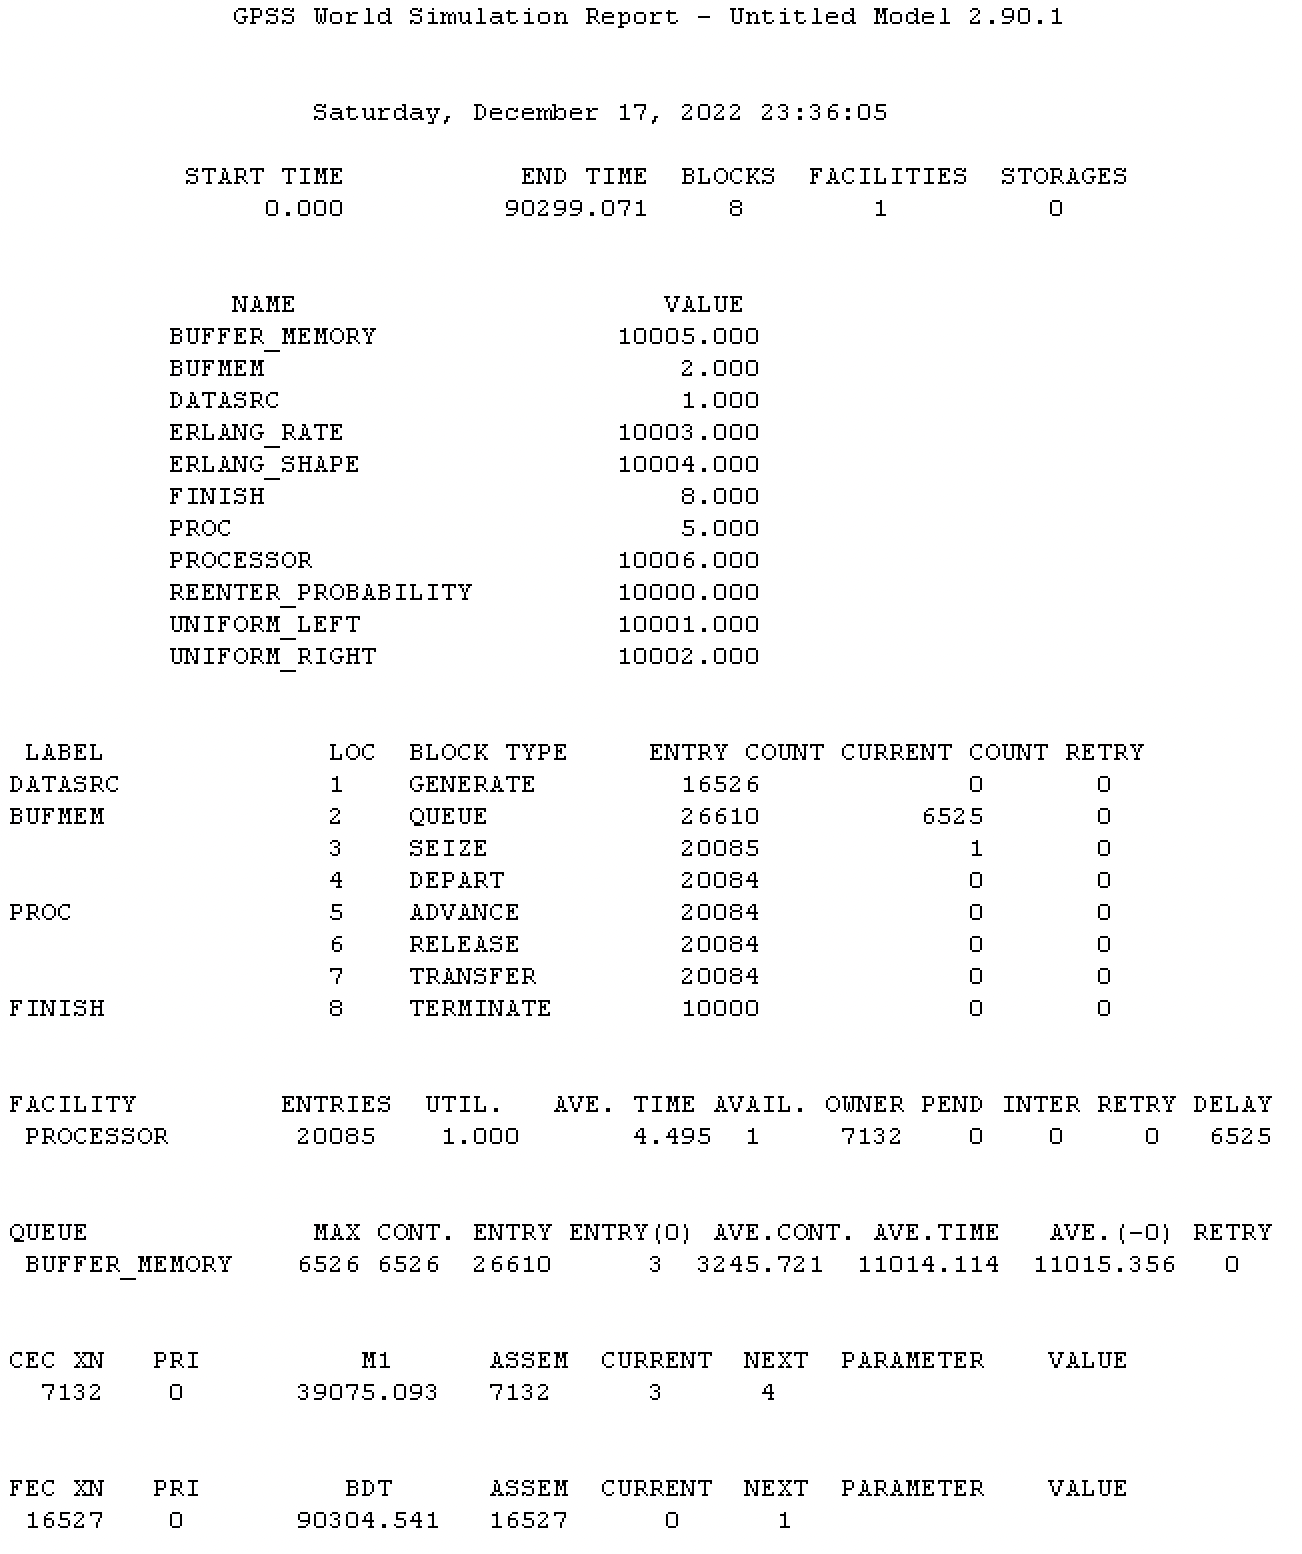 GPSS World Simulation Report - Untitled Model 2.90.1
Saturday, December 17, 2022 23:36:05
START TIME END TIME BLOCKS FACILITIES STORAGES
0.000 90299.071 8 1 0
NAME VALUE
BUFFER_MEMORY 10005.000
BUFMEM 2.000
DATASRC 1.000
ERLANG_RATE 10003.000
ERLANG_SHAPE 10004.000
FINISH 8.000
PROC 5.000
PROCESSOR 10006.000
REENTER_PROBABILITY 10000.000
UNIFORM_LEFT 10001.000
UNIFORM_RIGHT 10002.000
LABEL LOC BLOCK TYPE ENTRY COUNT CURRENT COUNT RETRY
DATASRC 1 GENERATE 16526 0 0
BUFMEM 2 QUEUE 26610 6525 0
3 SEIZE 20085 1 0
4 DEPART 20084 0 0
PROC 5 ADVANCE 20084 0 0
6 RELEASE 20084 0 0
7 TRANSFER 20084 0 0
FINISH 8 TERMINATE 10000 0 0
FACILITY ENTRIES UTIL. AVE. TIME AVAIL. OWNER PEND INTER RETRY DELAY
PROCESSOR 20085 1.000 4.495 1 7132 0 0 0 6525
QUEUE MAX CONT. ENTRY ENTRY(0) AVE.CONT. AVE.TIME AVE.(-0) RETRY
BUFFER_MEMORY 6526 6526 26610 3 3245.721 11014.114 11015.356 0
CEC XN PRI M1 ASSEM CURRENT NEXT PARAMETER VALUE
7132 0 39075.093 7132 3 4
FEC XN PRI BDT ASSEM CURRENT NEXT PARAMETER VALUE
16527 0 90304.541 16527 0 1